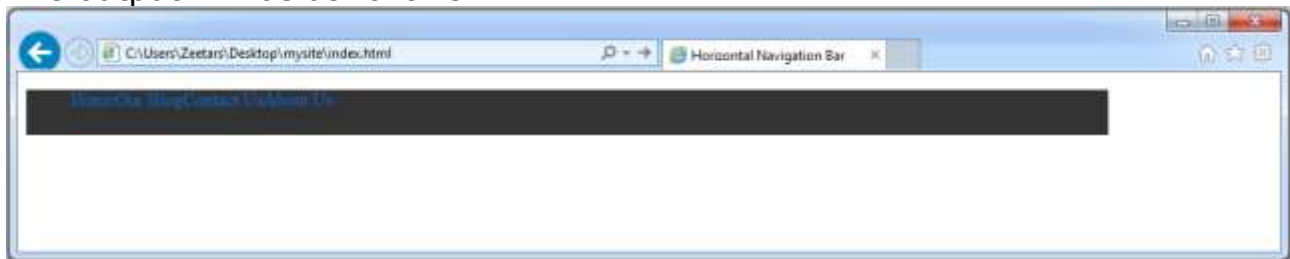 C:\Users\Zeetars\Desktop\mysite\index.html
Horizontal Navigation Bar
HomeOur BlogContact UsAbout Us